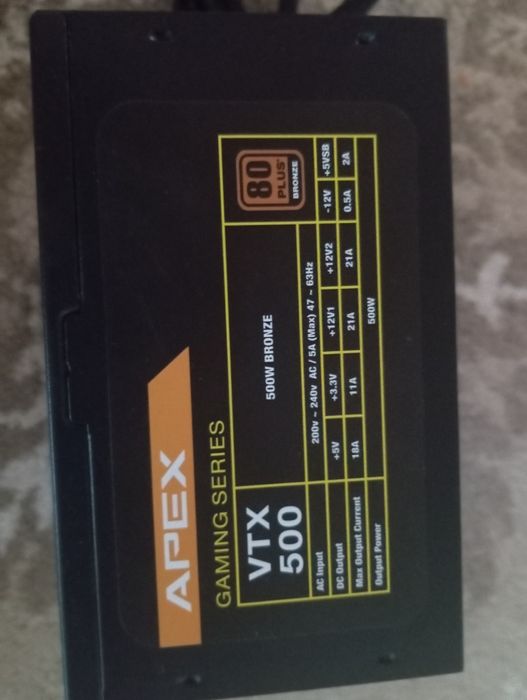 APEX
GAMING SERIES
VTX 500
500W BRONZE
80 PLUS BRONZE
AC Input 200v ~ 240v AC / 5A (Max) 47 ~ 63Hz
DC Output +5V +3.3V +12V1 +12V2 -12V +5VSB
Max Output Current 18A 11A 21A 21A 0.5A 2A
Output Power 500W